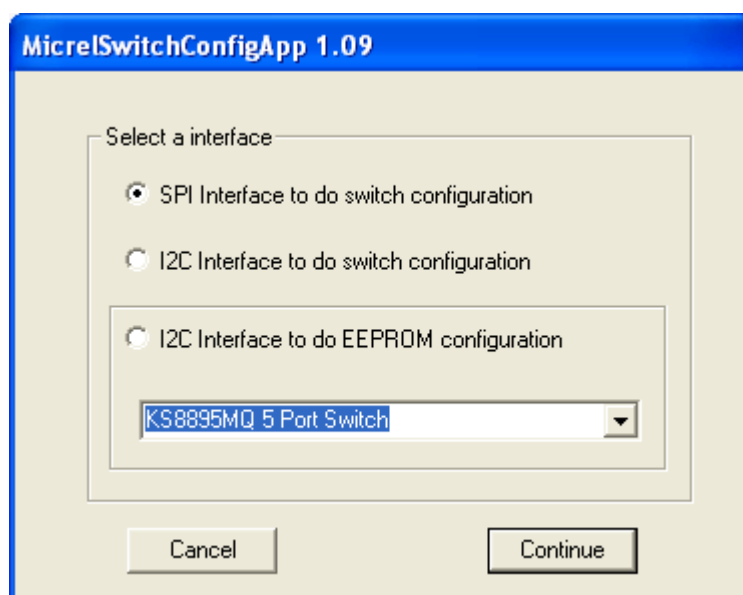 MicrelSwitchConfigApp 1.09
Select a interface
SPI Interface to do switch configuration
I2C Interface to do switch configuration
I2C Interface to do EEPROM configuration
KS8895MQ 5 Port Switch
Cancel
Continue